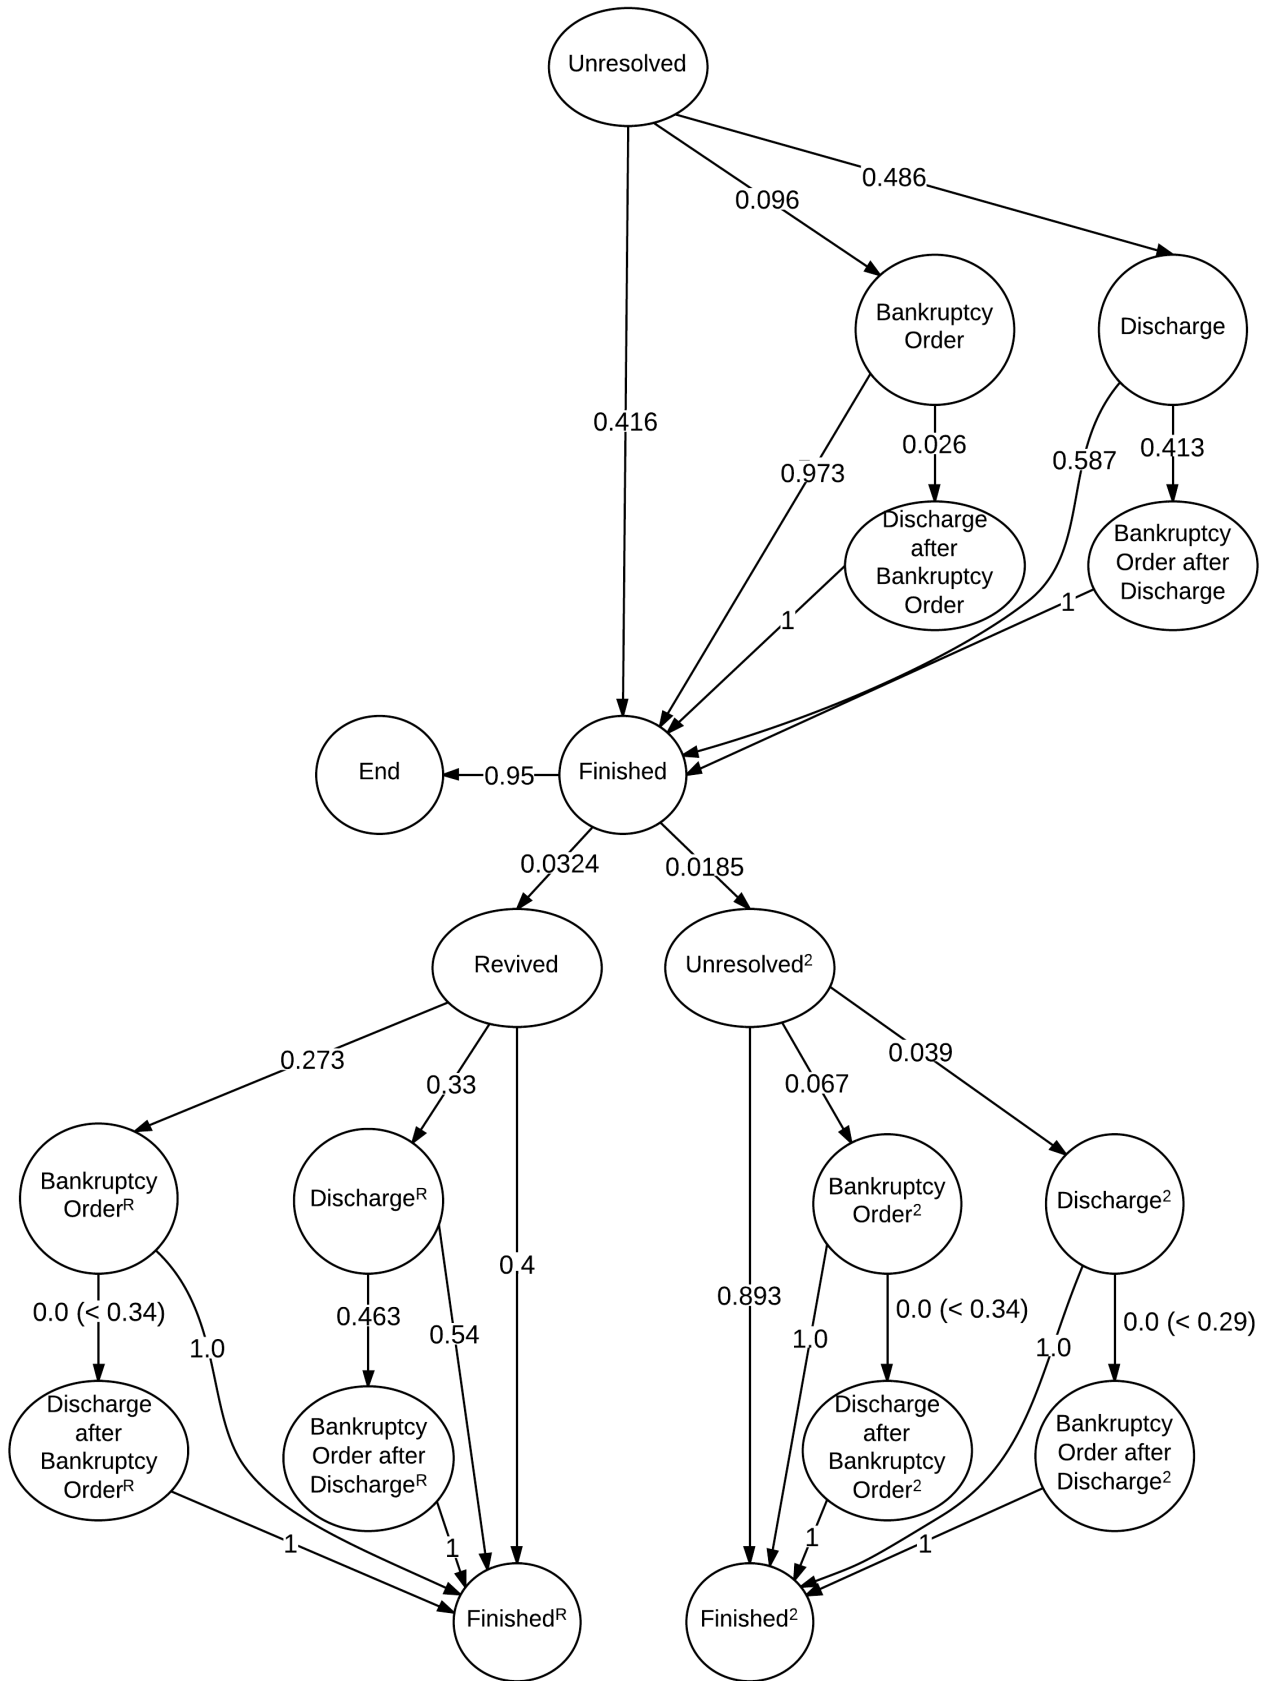 Unresolved
0.486
0.096
Bankruptcy
Order
Discharge
0.416
0.973
0.026
0.587
0.413
Discharge
after
Bankruptcy
Order
Bankruptcy
Order after
Discharge
1
1
End
0.95
Finished
0.0324
0.0185
Revived
Unresolved²
0.273
0.33
0.067
0.039
Bankruptcy
Orderᴿ
Dischargeᴿ
Bankruptcy
Order²
Discharge²
0.4
0.893
0.0 (< 0.34)
1.0
0.463
0.54
1.0
0.0 (< 0.34)
1.0
0.0 (< 0.29)
Discharge
after
Bankruptcy
Orderᴿ
Bankruptcy
Order after
Dischargeᴿ
Discharge
after
Bankruptcy
Order²
Bankruptcy
Order after
Discharge²
1
1
1
1
Finishedᴿ
Finished²